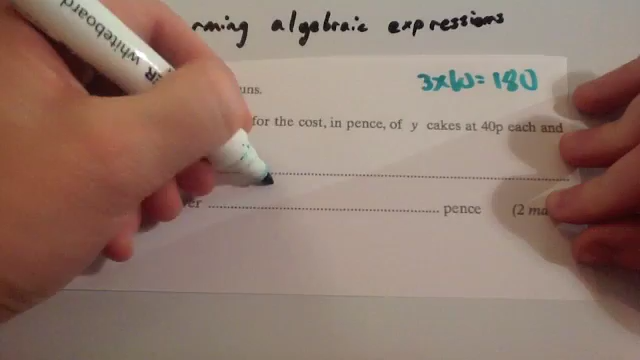 rming algebraic expressions
3×60=180
uns.
for the cost, in pence, of y cakes at 40p each and
ver ........................ pence (2 ma
WHITEBOARD